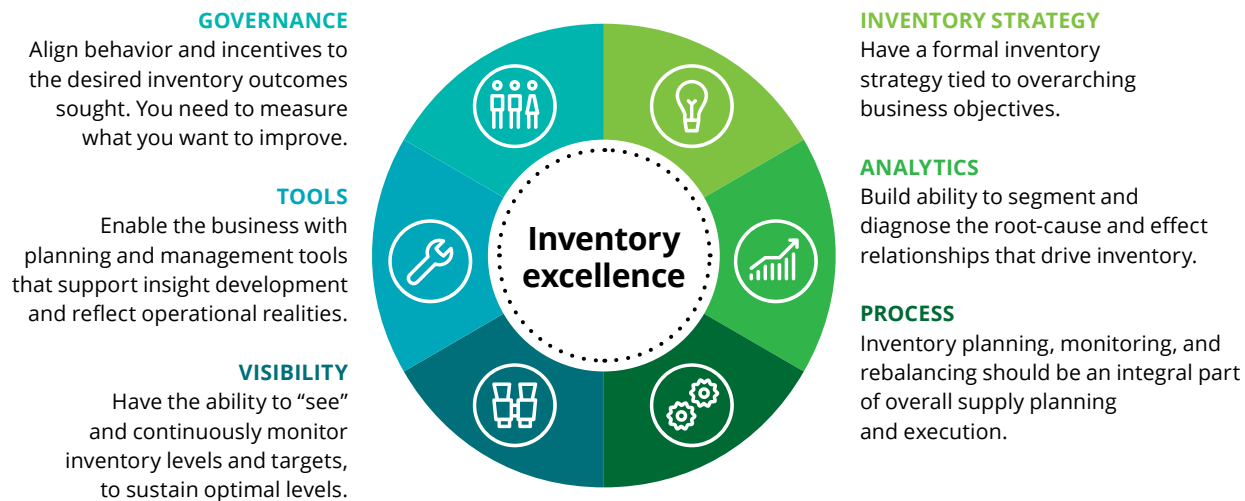 GOVERNANCE
Align behavior and incentives to
the desired inventory outcomes
sought. You need to measure
what you want to improve.
TOOLS
Enable the business with
planning and management tools
that support insight development
and reflect operational realities.
VISIBILITY
Have the ability to “see”
and continuously monitor
inventory levels and targets,
to sustain optimal levels.
Inventory
excellence
INVENTORY STRATEGY
Have a formal inventory
strategy tied to overarching
business objectives.
ANALYTICS
Build ability to segment and
diagnose the root-cause and effect
relationships that drive inventory.
PROCESS
Inventory planning, monitoring, and
rebalancing should be an integral part
of overall supply planning
and execution.